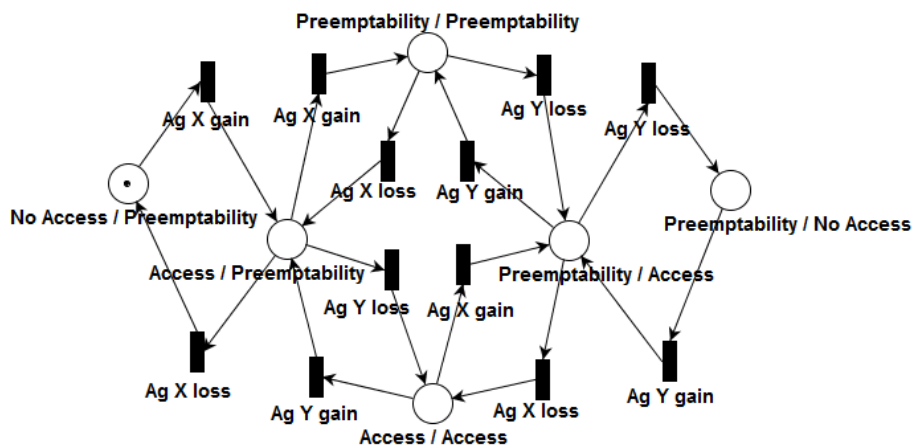 Preemptability / Preemptability
Ag X gain
Ag X gain
Ag Y loss
Ag Y loss
Ag X loss
Ag Y gain
No Access / Preemptability
Preemptability / No Access
Access / Preemptability
Preemptability / Access
Ag Y loss
Ag X gain
Ag X loss
Ag Y gain
Ag X loss
Ag Y gain
Access / Access